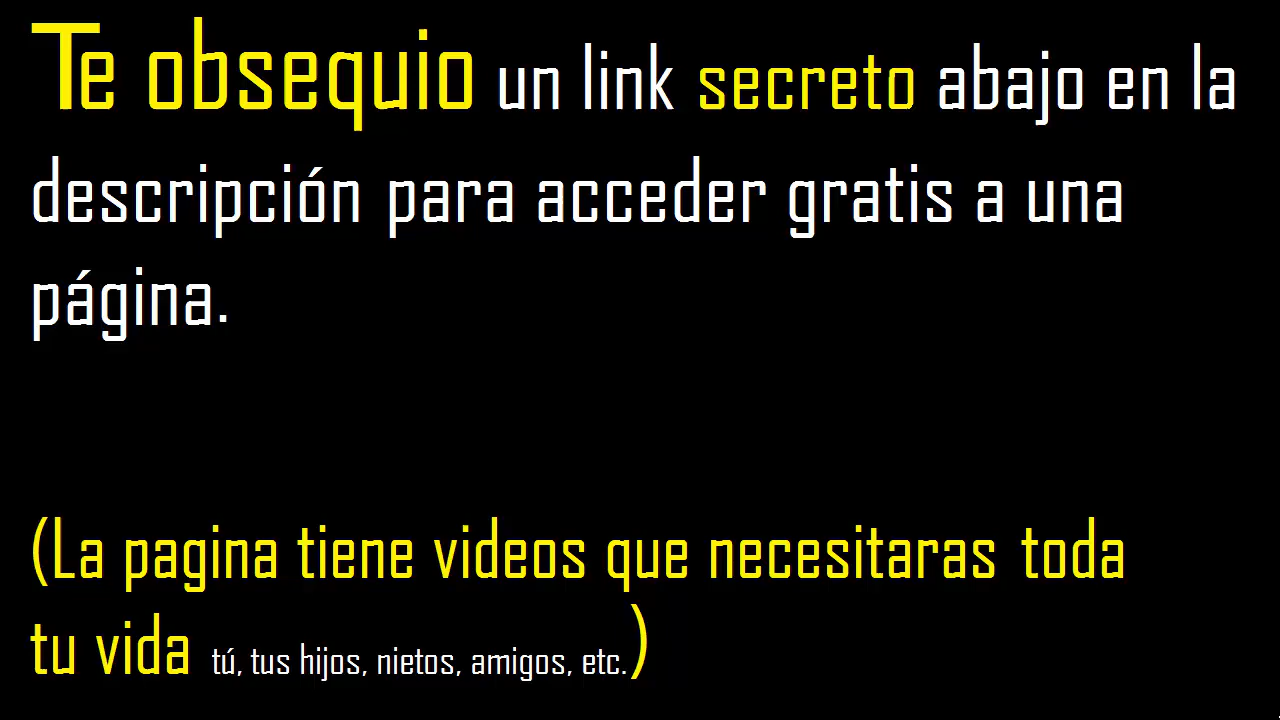 Te obsequio un link secreto abajo en la
descripción para acceder gratis a una
página.
(La pagina tiene videos que necesitaras toda
tu vida tú, tus hijos, nietos, amigos, etc.)